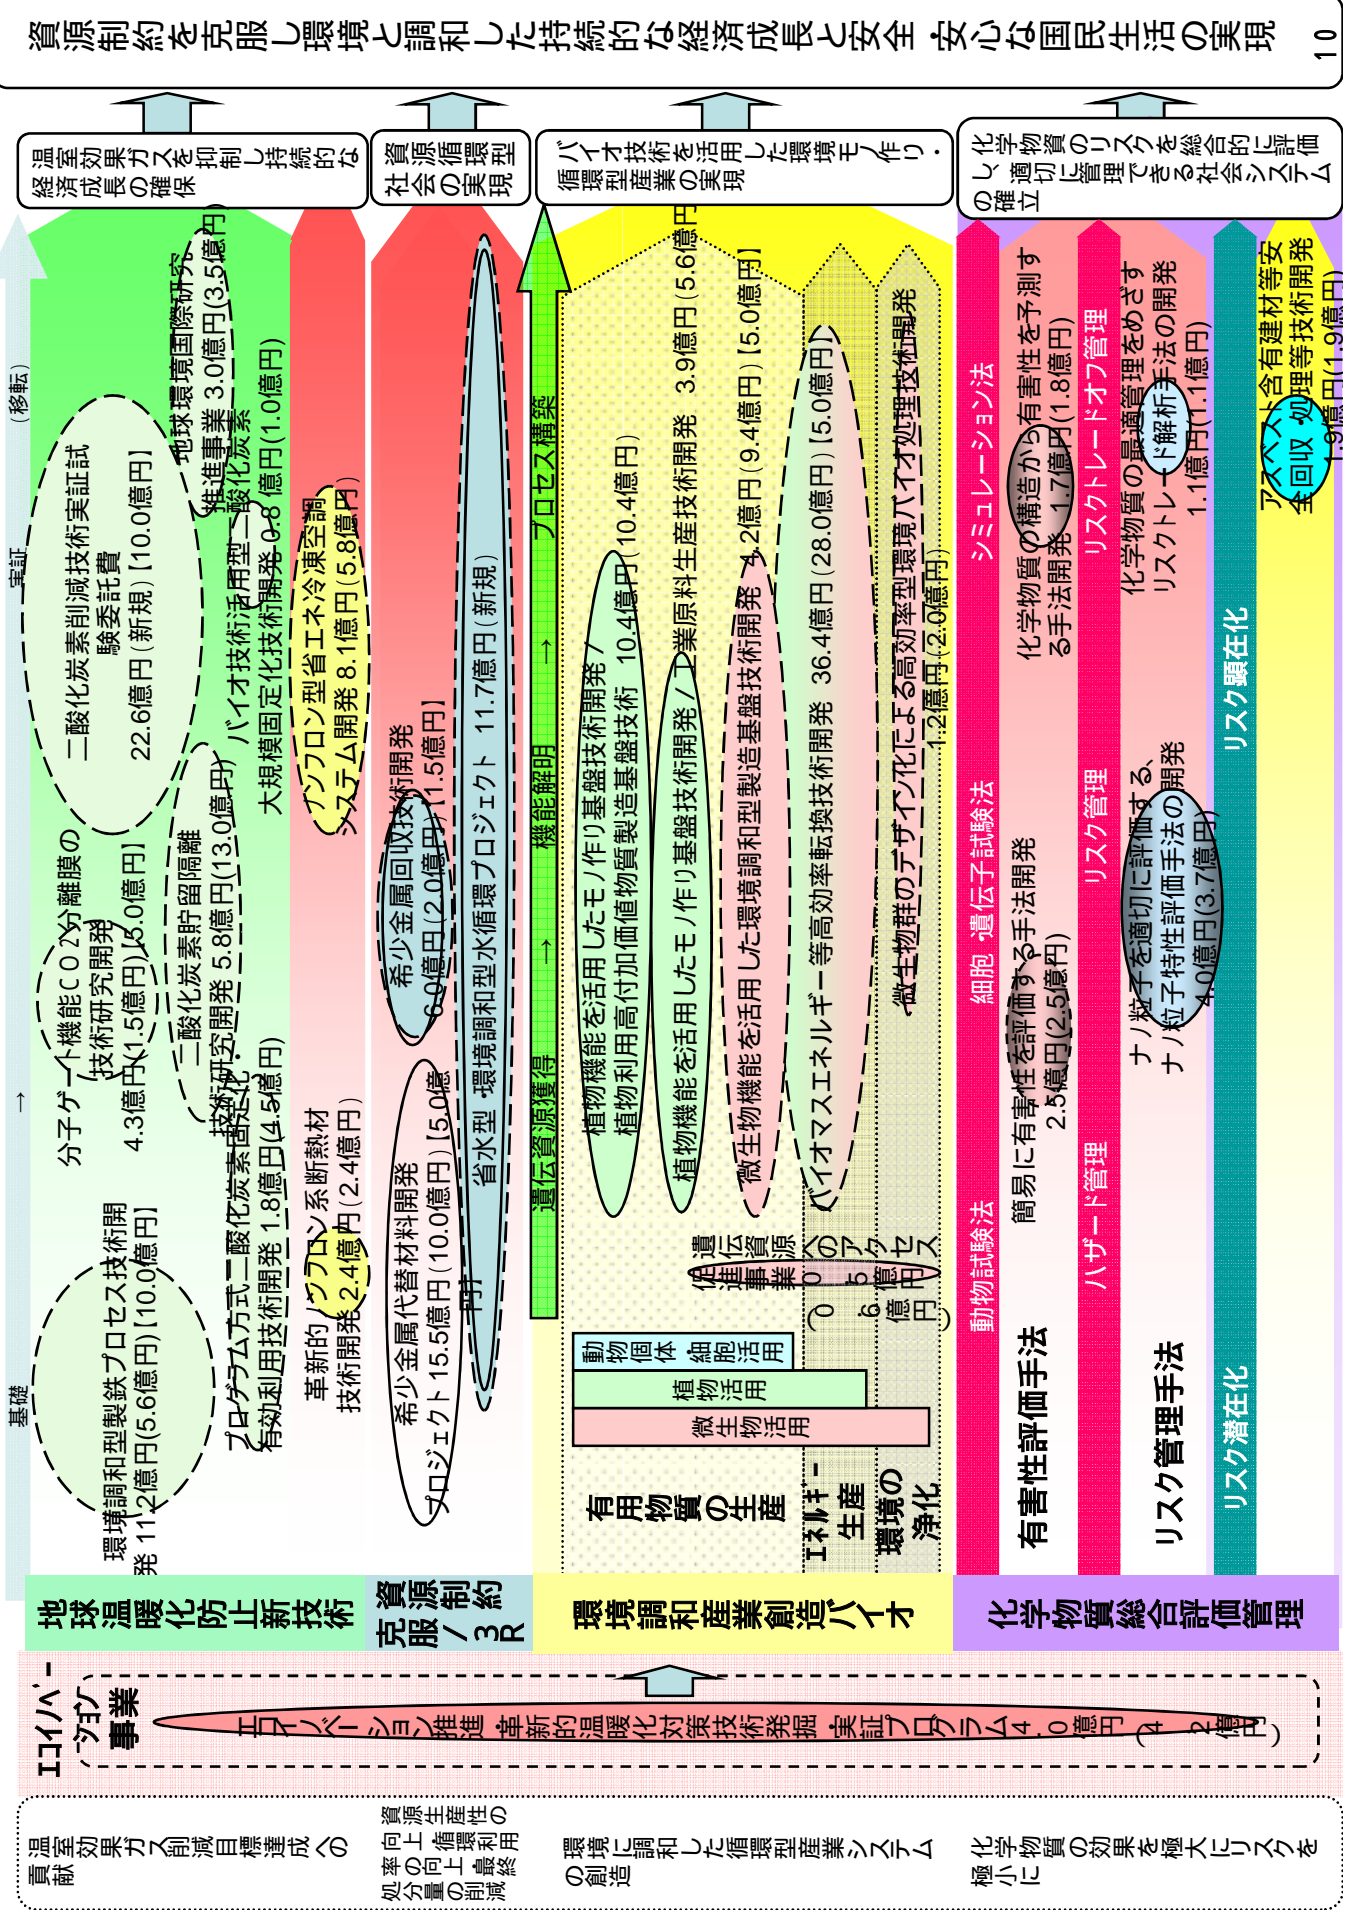 資源制約を克服し環境と調和した持続的な経済成長と安全・安心な国民生活の実現
10
温室効果ガスを抑制し持続的な
経済成長の確保
資源循環型
社会の実現
バイオ技術を活用した環境モノ作り・
循環型産業の実現
化学物資のリスクを総合的に評価
し、適切に管理できる社会システム
の確立
基礎
→
実証
（移転）
環境調和型製鉄プロセス技術開
発 11.2億円(5.6億円)【10.0億円】
分子ゲート機能CO2分離膜の
技術研究開発
4.3億円(1.5億円)【5.0億円】
二酸化炭素削減技術実証試
験委託費
22.6億円(新規)【10.0億円】
二酸化炭素貯留隔離
技術研究開発 5.8億円(13.0億円)
地球環境国際研究
推進事業 3.0億円(3.5億円)
プログラム方式二酸化炭素固定化・
有効利用技術開発 1.8億円(4.5億円)
バイオ技術活用型二酸化炭素
大規模固定化技術開発 0.8億円(1.0億円)
革新的ノンフロン系断熱材
技術開発 2.4億円(2.4億円)
ノンフロン型省エネ冷凍空調
システム開発 8.1億円(5.8億円)
希少金属代替材料開発
プロジェクト 15.5億円(10.0億円)【5.0億
円】
希少金属回収技術開発
6.0億円(2.0億円)【1.5億円】
省水型・環境調和型水循環プロジェクト 11.7億円(新規)
遺伝資源獲得 → 機能解明 → プロセス構築
植物機能を活用したモノ作り基盤技術開発／
植物利用高付加価値物質製造基盤技術 10.4億円(10.4億円)
植物機能を活用したモノ作り基盤技術開発／工業原料生産技術開発 3.9億円(5.6億円
微生物機能を活用した環境調和型製造基盤技術開発 4.2億円(9.4億円)【5.0億円】
バイオマスエネルギー等高効率転換技術開発 36.4億円(28.0億円)【5.0億円】
微生物群のデザイン化による高効率型環境バイオ処理技術開発
1.2億円(2.0億円)
遺伝資源へのアクセス
促進事業 0.5億円
（0.6億円）
動物個体・細胞活用
植物活用
微生物活用
有用物質の生産
エネルギー
生産
環境の
浄化
動物試験法
細胞・遺伝子試験法
シミュレーション法
有害性評価手法
簡易に有害性を評価する手法開発
2.5億円(2.5億円)
化学物質の構造から有害性を予測す
る手法開発 1.7億円(1.8億円)
ハザード管理
リスク管理
リスクトレードオフ管理
リスク管理手法
ナノ粒子を適切に評価する、
ナノ粒子特性評価手法の開発
4.0億円(3.7億円)
化学物質の最適管理をめざす
リスクトレード解析手法の開発
1.1億円(1.1億円)
リスク潜在化
リスク顕在化
アスベスト含有建材等安
全回収・処理等技術開発
1.9億円(1.9億円)
地球温暖化防止新技術
資源制約
克服／３R
環境調和産業創造バイオ
化学物質総合評価管理
エコイノベー
ション
事業
エコイノベーション推進・革新的温暖化対策技術発掘・実証プログラム4.0億円（4.2億円）
温室効果ガス削減目標達成への
貢献
資源生産性の
向上・循環利用
率の向上・最終
処分量の削減
環境に調和した循環型産業システム
の創造
化学物質の効果を極大にリスクを
極小に